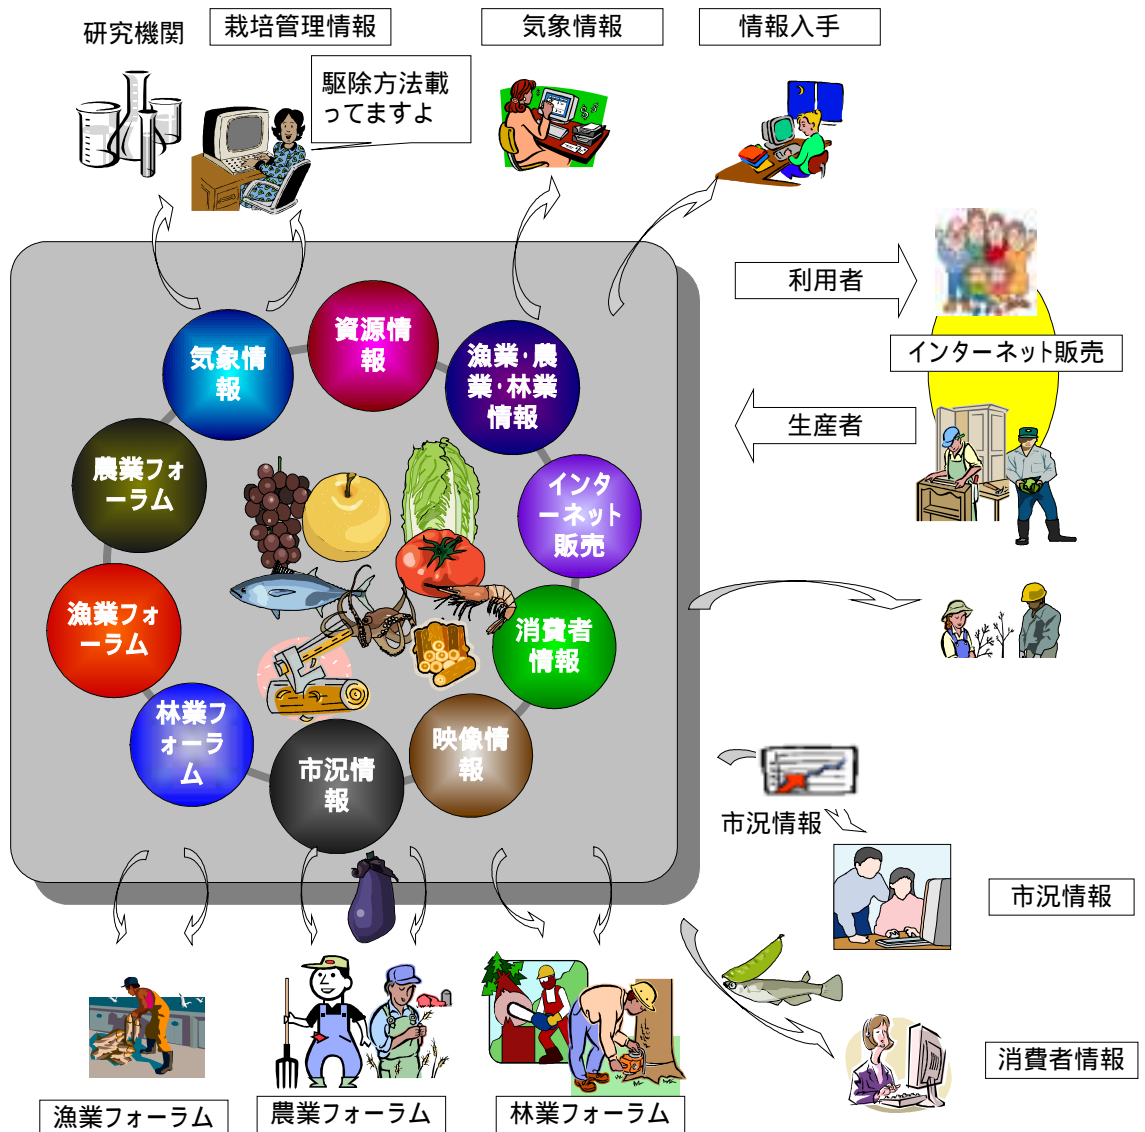 研究機関
栽培管理情報
気象情報
情報入手
駆除方法載
ってますよ
利用者
インターネット販売
生産者
資源情
報
気象情
報
漁業・農
業・林業
情報
農業フォ
ーラム
インタ
ーネット
販売
漁業フォ
ーラム
消費者
情報
林業フ
ォーラ
ム
映像情
報
市況情
報
市況情報
市況情報
消費者情報
漁業フォーラム
農業フォーラム
林業フォーラム